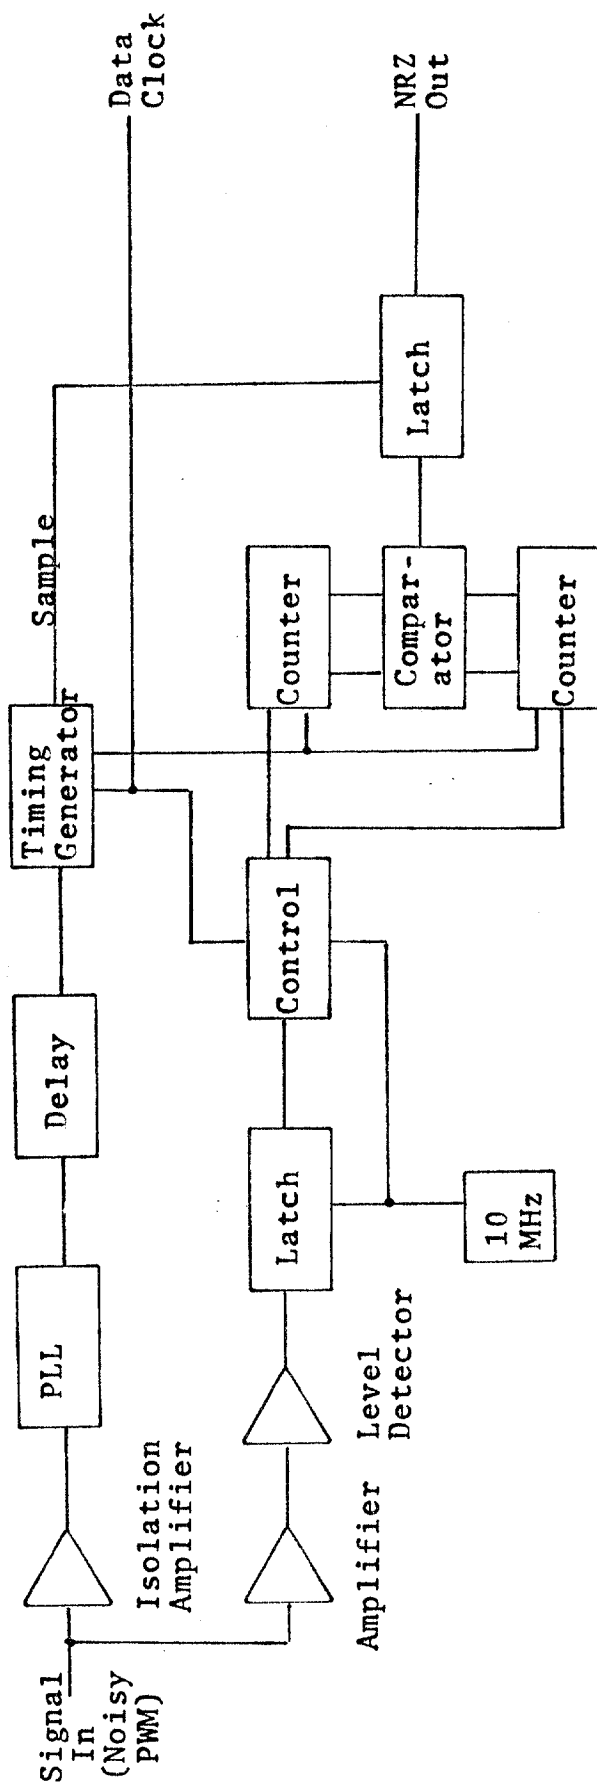 Signal
In
(Noisy
PWM)
Isolation
Amplifier
PLL
Delay
Timing
Generator
Sample
Data
Clock
Amplifier
Level
Detector
Latch
10
MHz
Control
Counter
Compar-
ator
Counter
Latch
NRZ
Out